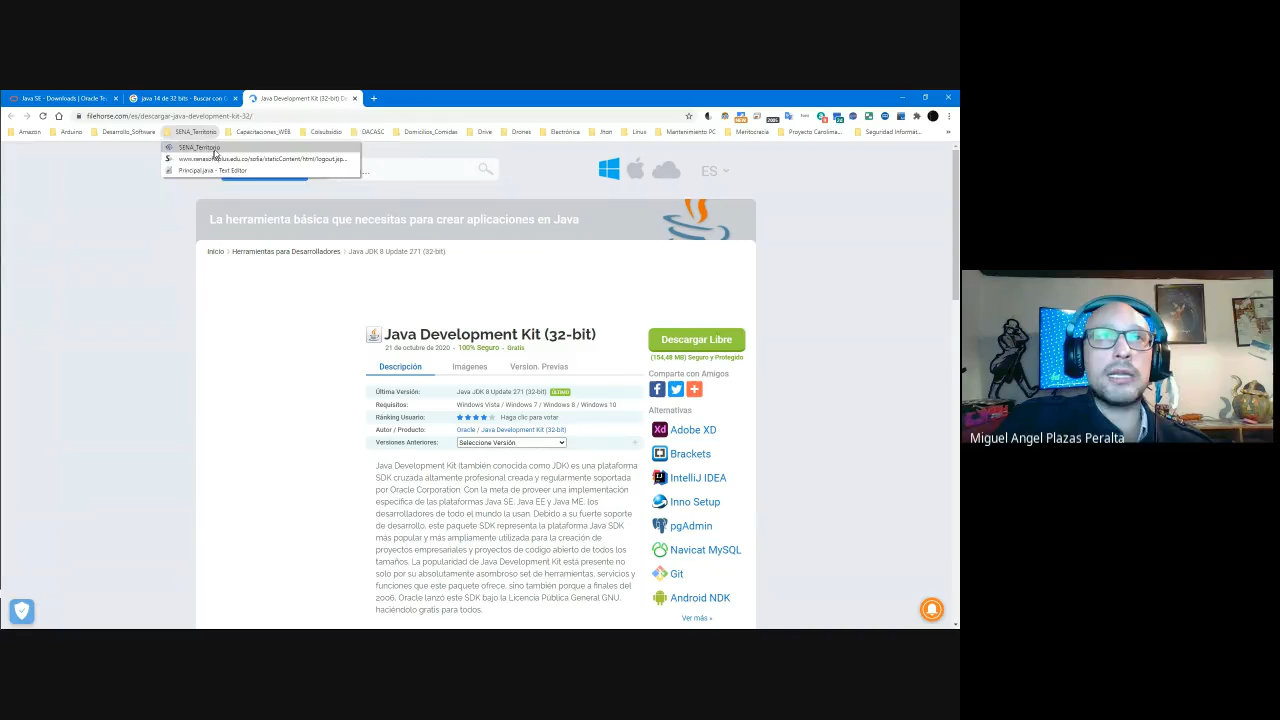 Java SE - Downloads | Oracle Te
java 14 de 32 bits - Buscar con
Java Development Kit (32-bit) De
filehorse.com/es/descargar-java-development-kit-32/
Amazon
Arduino
Desarrollo_Software
SENA_Territorio
Capacitaciones_WEB
Colsubsidio
DACASC
Domicilios_Comidas
Drive
Drones
Electrónica
Jhon
Linux
Mantenimiento PC
Meritocracia
Proyecto Carolina...
Seguridad Informát...
SENA_Territorio
Principal.java - Text Editor
ES
La herramienta básica que necesitas para crear aplicaciones en Java
Inicio
Herramientas para Desarrolladores
Java JDK 8 Update 271 (32-bit)
Java Development Kit (32-bit)
21 de octubre de 2020 - 100% Seguro - Gratis
Descripción
Imágenes
Version. Previas
Última Versión: Java JDK 8 Update 271 (32-bit)
Requisitos: Windows Vista / Windows 7 / Windows 8 / Windows 10
Ránking Usuario: Haga clic para votar
Autor / Producto: Oracle / Java Development Kit (32-bit)
Versiones Anteriores: Seleccione Versión
Java Development Kit (también conocida como JDK) es una plataforma
SDK cruzada altamente profesional creada y regularmente soportada
por Oracle Corporation. Con la meta de proveer una implementación
específica de las plataformas Java SE, Java EE y Java ME, los
desarrolladores de todo el mundo la usan. Debido a su fuerte soporte
de desarrollo, este paquete SDK representa la plataforma Java SDK
más popular y más ampliamente utilizada para la creación de
proyectos empresariales y proyectos de código abierto de todos los
tamaños. La popularidad de Java Development Kit está presente no
solo por su absolutamente asombroso set de herramientas, servicios y
funciones que este paquete ofrece, sino también porque a finales del
2006, Oracle lanzó este SDK bajo la Licencia Pública General GNU,
haciéndolo gratis para todos.
Descargar Libre
(154,48 MB) Seguro y Protegido
Comparte con Amigos
Alternativas
Adobe XD
Brackets
IntelliJ IDEA
Inno Setup
pgAdmin
Navicat MySQL
Git
Android NDK
Ver más »
Miguel Angel Plazas Peralta